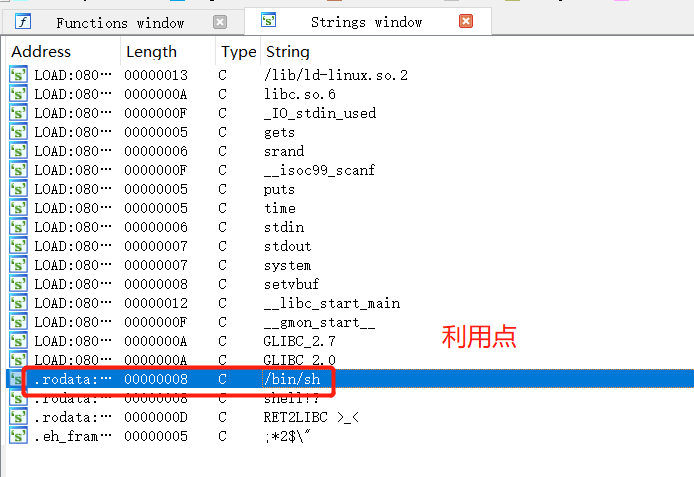 Functions window
Strings window
Address Length Type String
LOAD:080… 00000013 C /lib/ld-linux.so.2
LOAD:080… 0000000A C libc.so.6
LOAD:080… 0000000F C _IO_stdin_used
LOAD:080… 00000005 C gets
LOAD:080… 00000006 C srand
LOAD:080… 0000000F C __isoc99_scanf
LOAD:080… 00000005 C puts
LOAD:080… 00000005 C time
LOAD:080… 00000006 C stdin
LOAD:080… 00000007 C stdout
LOAD:080… 00000007 C system
LOAD:080… 00000008 C setvbuf
LOAD:080… 00000012 C __libc_start_main
LOAD:080… 0000000F C __gmon_start__
LOAD:080… 0000000A C GLIBC_2.7
LOAD:080… 0000000A C GLIBC_2.0
利用点
.rodata:… 00000008 C /bin/sh
.rodata:… 00000008 C shell!?
.rodata:… 0000000D C RET2LIBC >_<
.eh_fram… 00000005 C ;*2$\"